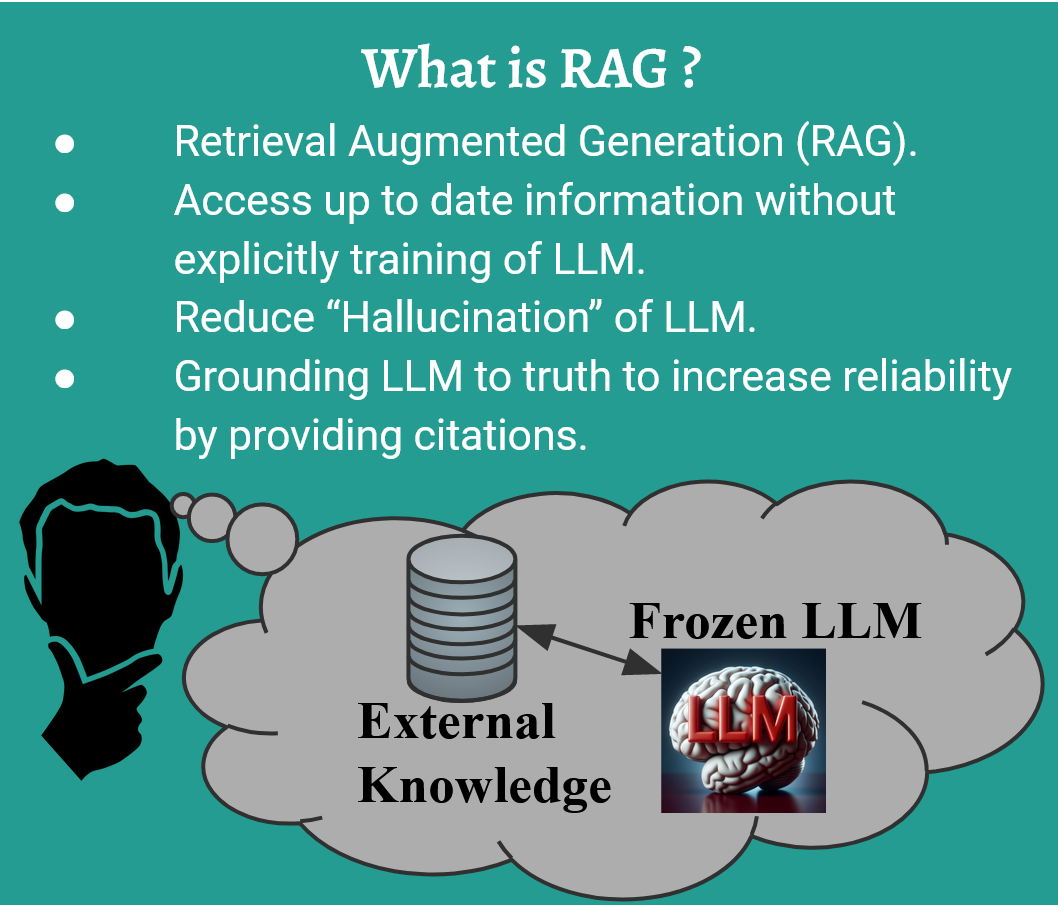 What is RAG ?
● Retrieval Augmented Generation (RAG).
● Access up to date information without
explicitly training of LLM.
● Reduce “Hallucination” of LLM.
● Grounding LLM to truth to increase reliability
by providing citations.
Frozen LLM
LLM
External
Knowledge